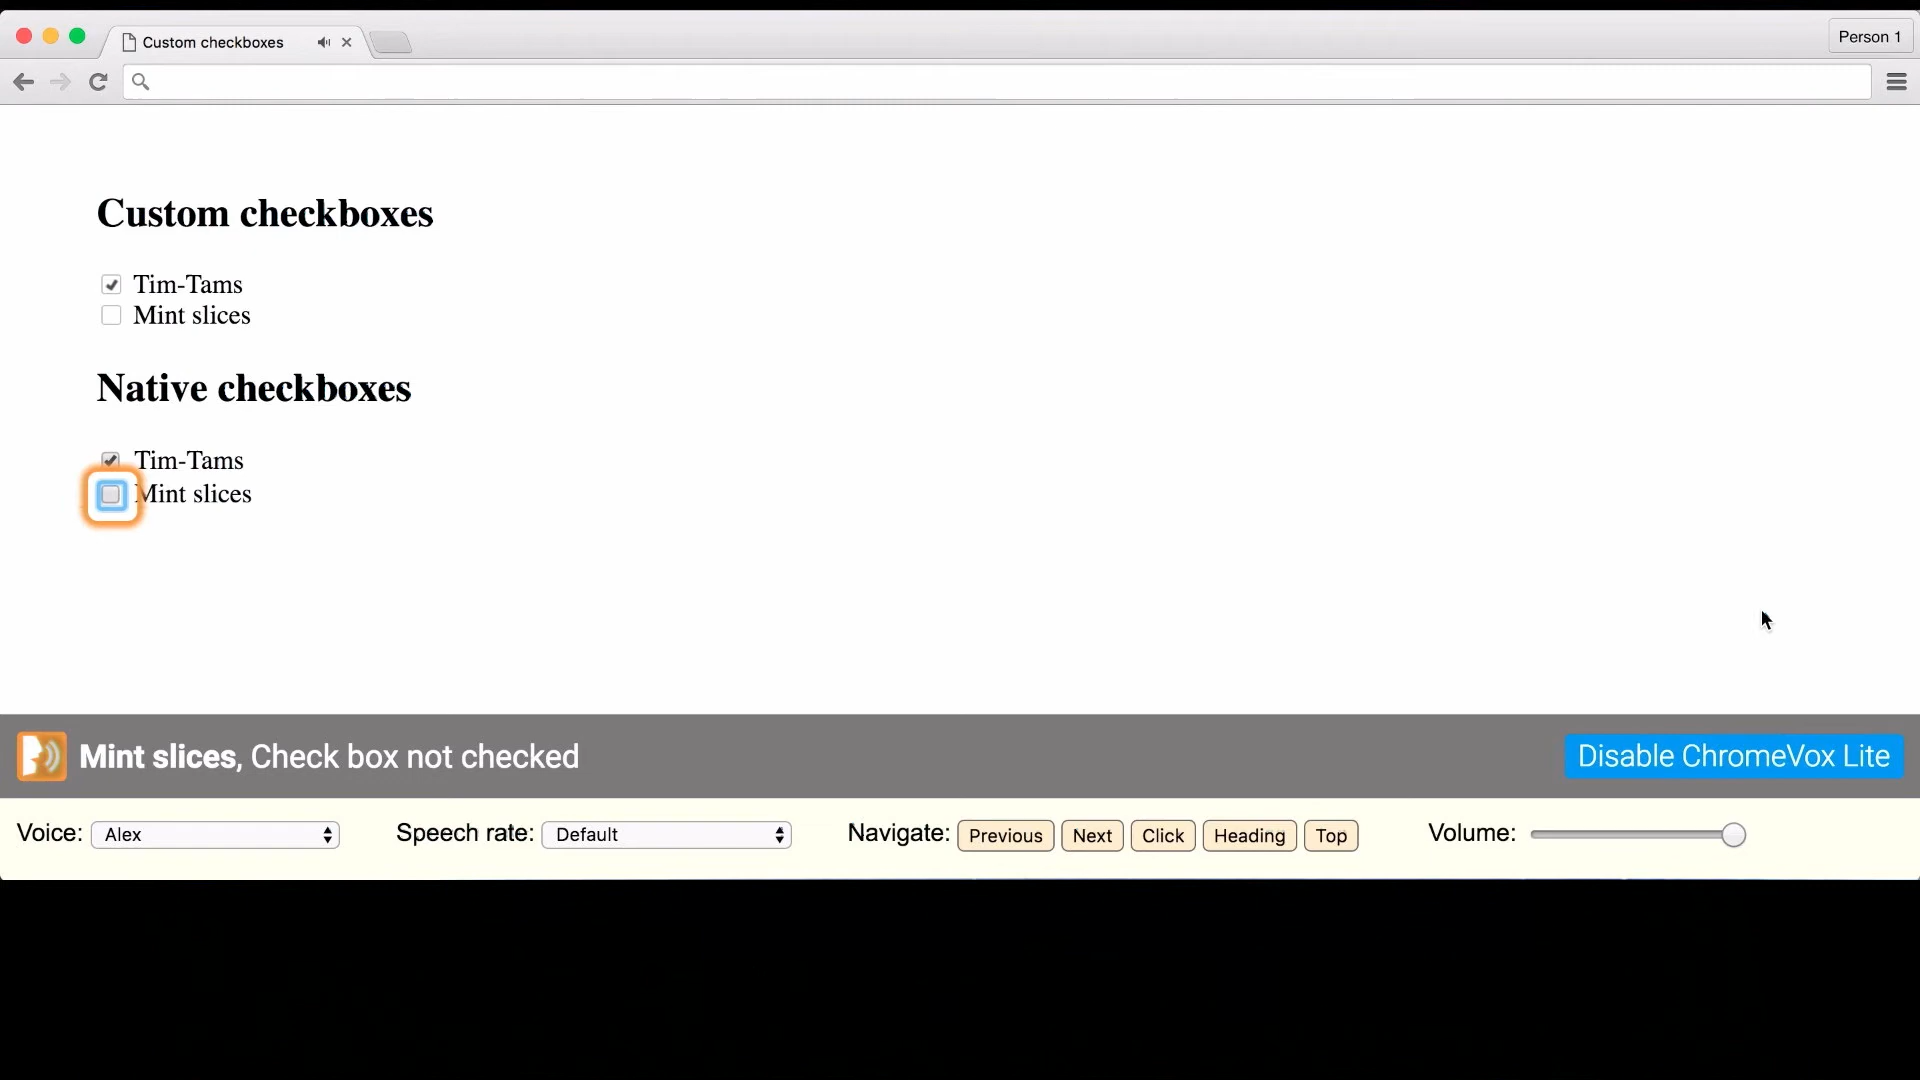 Custom checkboxes
Person 1
Custom checkboxes
Tim-Tams
Mint slices
Native checkboxes
Tim-Tams
Mint slices
Mint slices, Check box not checked
Disable ChromeVox Lite
Voice: Alex
Speech rate: Default
Navigate: Previous Next Click Heading Top
Volume: